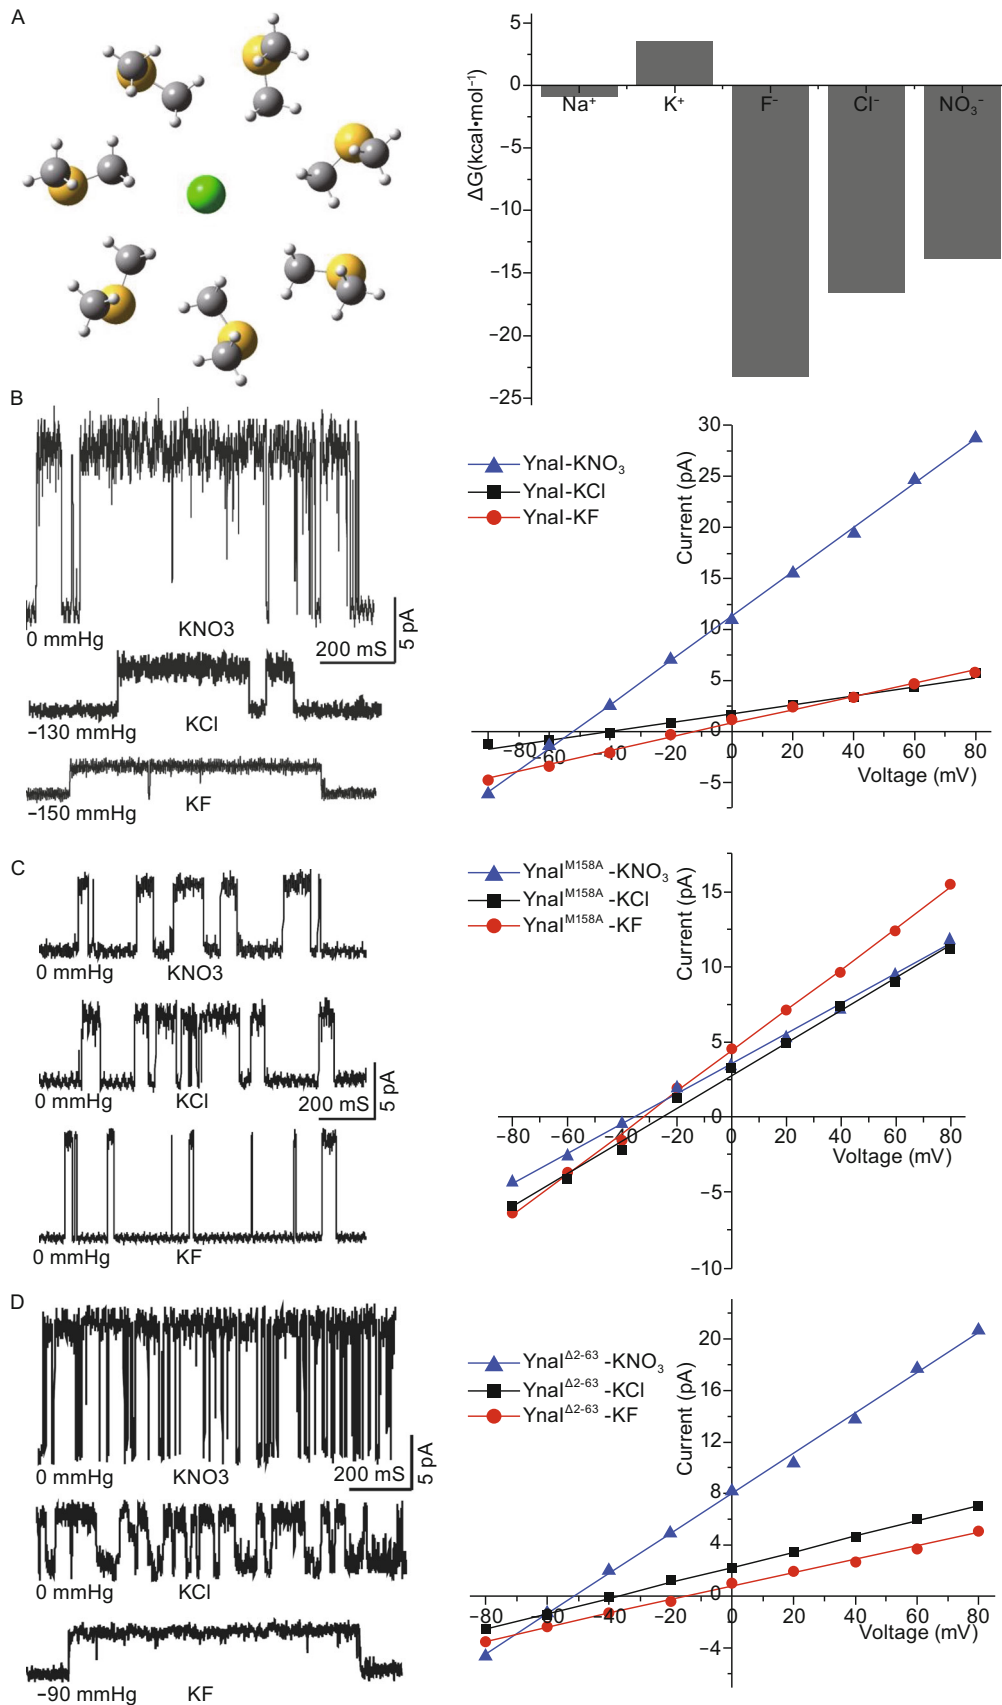 A
5
0
−5
−10
−15
−20
−25
ΔG(kcal•mol⁻¹)
Na⁺
K⁺
F⁻
Cl⁻
NO₃⁻
B
0 mmHg
KNO3
200 mS
5 pA
−130 mmHg
KCl
−150 mmHg
KF
YnaI-KNO₃
YnaI-KCl
YnaI-KF
Current (pA)
30
25
20
15
10
5
0
−5
−80 −60 −40 −20 0 20 40 60 80
Voltage (mV)
C
0 mmHg
KNO3
0 mmHg
KCl
200 mS
5 pA
0 mmHg
KF
YnaIᴹ¹⁵⁸ᴬ-KNO₃
YnaIᴹ¹⁵⁸ᴬ-KCl
YnaIᴹ¹⁵⁸ᴬ-KF
Current (pA)
15
10
5
0
−5
−10
−80 −60 −40 −20 0 20 40 60 80
Voltage (mV)
D
0 mmHg
KNO3
200 mS
5 pA
0 mmHg
KCl
−90 mmHg
KF
YnaI^Δ2-63-KNO₃
YnaI^Δ2-63-KCl
YnaI^Δ2-63-KF
Current (pA)
20
16
12
8
4
0
−4
−80 −60 −40 −20 0 20 40 60 80
Voltage (mV)